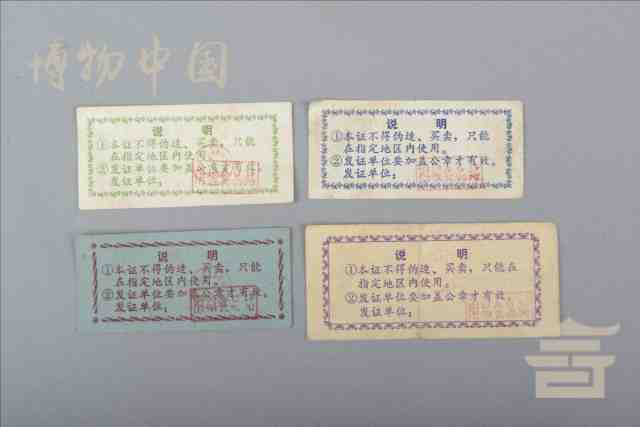 博物中国
说 明
①本证不得伪造、买卖，只能
在指定地区内使用。
②发证单位要加盖公章才有效。
发证单位：
说 明
①本证不得伪造、买卖，只能
在指定地区内使用。
②发证单位要加盖公章才有效。
发证单位：
说 明
①本证不得伪造、买卖，只能
在指定地区内使用。
②发证单位要加盖公章才有效。
发证单位：
说 明
①本证不得伪造、买卖，只能在
指定地区内使用。
②发证单位要加盖公章才有效，
发证单位：